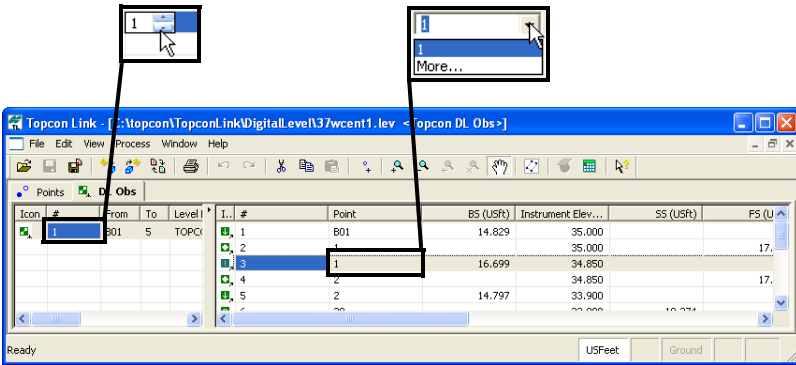 1
1
1
More...
Topcon Link - [C:\topcon\TopconLink\DigitalLevel\37wcent1.lev <Topcon DL Obs>]
File Edit View Process Window Help
Points DL Obs
Icon # From To Level
I.. # Point BS (USft) Instrument Elev... SS (USft) FS (U
1 B01 5 TOPC
1 B01 14.829 35.000
2 1 35.000 17.
3 1 16.699 34.850
4 2 34.850 17.
5 2 14.797 33.900
Ready USFeet Ground